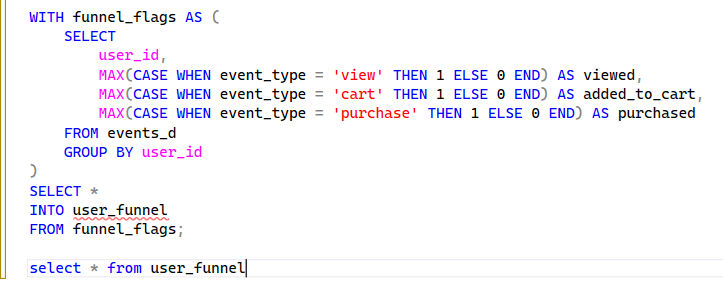 WITH funnel_flags AS (
    SELECT
        user_id,
        MAX(CASE WHEN event_type = 'view' THEN 1 ELSE 0 END) AS viewed,
        MAX(CASE WHEN event_type = 'cart' THEN 1 ELSE 0 END) AS added_to_cart,
        MAX(CASE WHEN event_type = 'purchase' THEN 1 ELSE 0 END) AS purchased
    FROM events_d
    GROUP BY user_id
)
SELECT *
INTO user_funnel
FROM funnel_flags;

select * from user_funnel